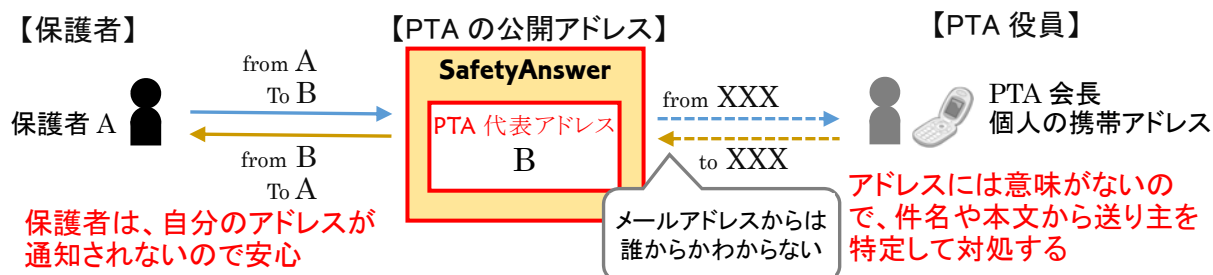 【保護者】
【PTA の公開アドレス】
【PTA 役員】
from A
To B
SafetyAnswer
from XXX
保護者 A
PTA 代表アドレス
B
PTA 会長
個人の携帯アドレス
from B
To A
to XXX
保護者は、自分のアドレスが
通知されないので安心
メールアドレスからは
誰からかわからない
アドレスには意味がないの
で、件名や本文から送り主を
特定して対処する